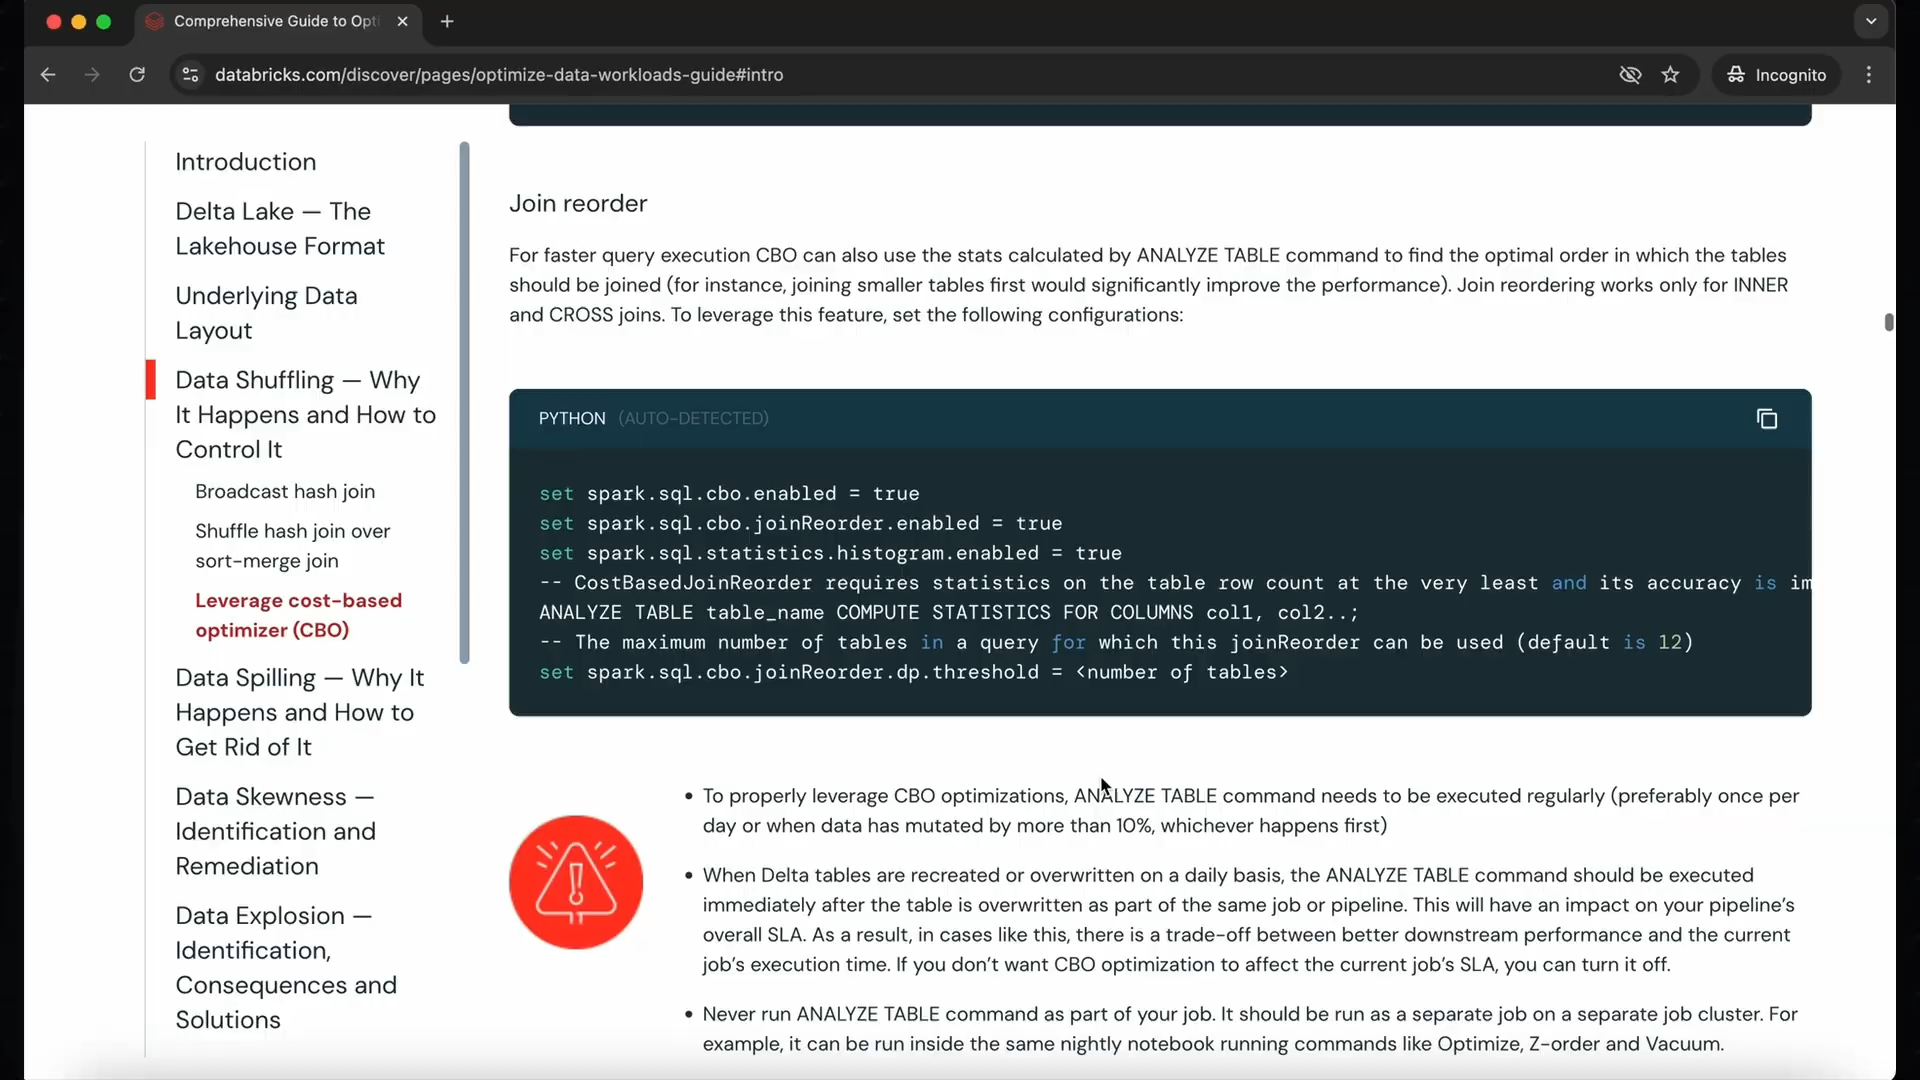 Comprehensive Guide to Opti
databricks.com/discover/pages/optimize-data-workloads-guide#intro
Incognito
Introduction
Delta Lake — The
Lakehouse Format
Underlying Data
Layout
Data Shuffling — Why
It Happens and How to
Control It
Broadcast hash join
Shuffle hash join over
sort-merge join
Leverage cost-based
optimizer (CBO)
Data Spilling — Why It
Happens and How to
Get Rid of It
Data Skewness —
Identification and
Remediation
Data Explosion —
Identification,
Consequences and
Solutions
Join reorder
For faster query execution CBO can also use the stats calculated by ANALYZE TABLE command to find the optimal order in which the tables
should be joined (for instance, joining smaller tables first would significantly improve the performance). Join reordering works only for INNER
and CROSS joins. To leverage this feature, set the following configurations:
PYTHON (AUTO-DETECTED)
set spark.sql.cbo.enabled = true
set spark.sql.cbo.joinReorder.enabled = true
set spark.sql.statistics.histogram.enabled = true
-- CostBasedJoinReorder requires statistics on the table row count at the very least and its accuracy is im
ANALYZE TABLE table_name COMPUTE STATISTICS FOR COLUMNS col1, col2..;
-- The maximum number of tables in a query for which this joinReorder can be used (default is 12)
set spark.sql.cbo.joinReorder.dp.threshold = <number of tables>
• To properly leverage CBO optimizations, ANALYZE TABLE command needs to be executed regularly (preferably once per
day or when data has mutated by more than 10%, whichever happens first)
• When Delta tables are recreated or overwritten on a daily basis, the ANALYZE TABLE command should be executed
immediately after the table is overwritten as part of the same job or pipeline. This will have an impact on your pipeline's
overall SLA. As a result, in cases like this, there is a trade-off between better downstream performance and the current
job's execution time. If you don't want CBO optimization to affect the current job's SLA, you can turn it off.
• Never run ANALYZE TABLE command as part of your job. It should be run as a separate job on a separate job cluster. For
example, it can be run inside the same nightly notebook running commands like Optimize, Z-order and Vacuum.